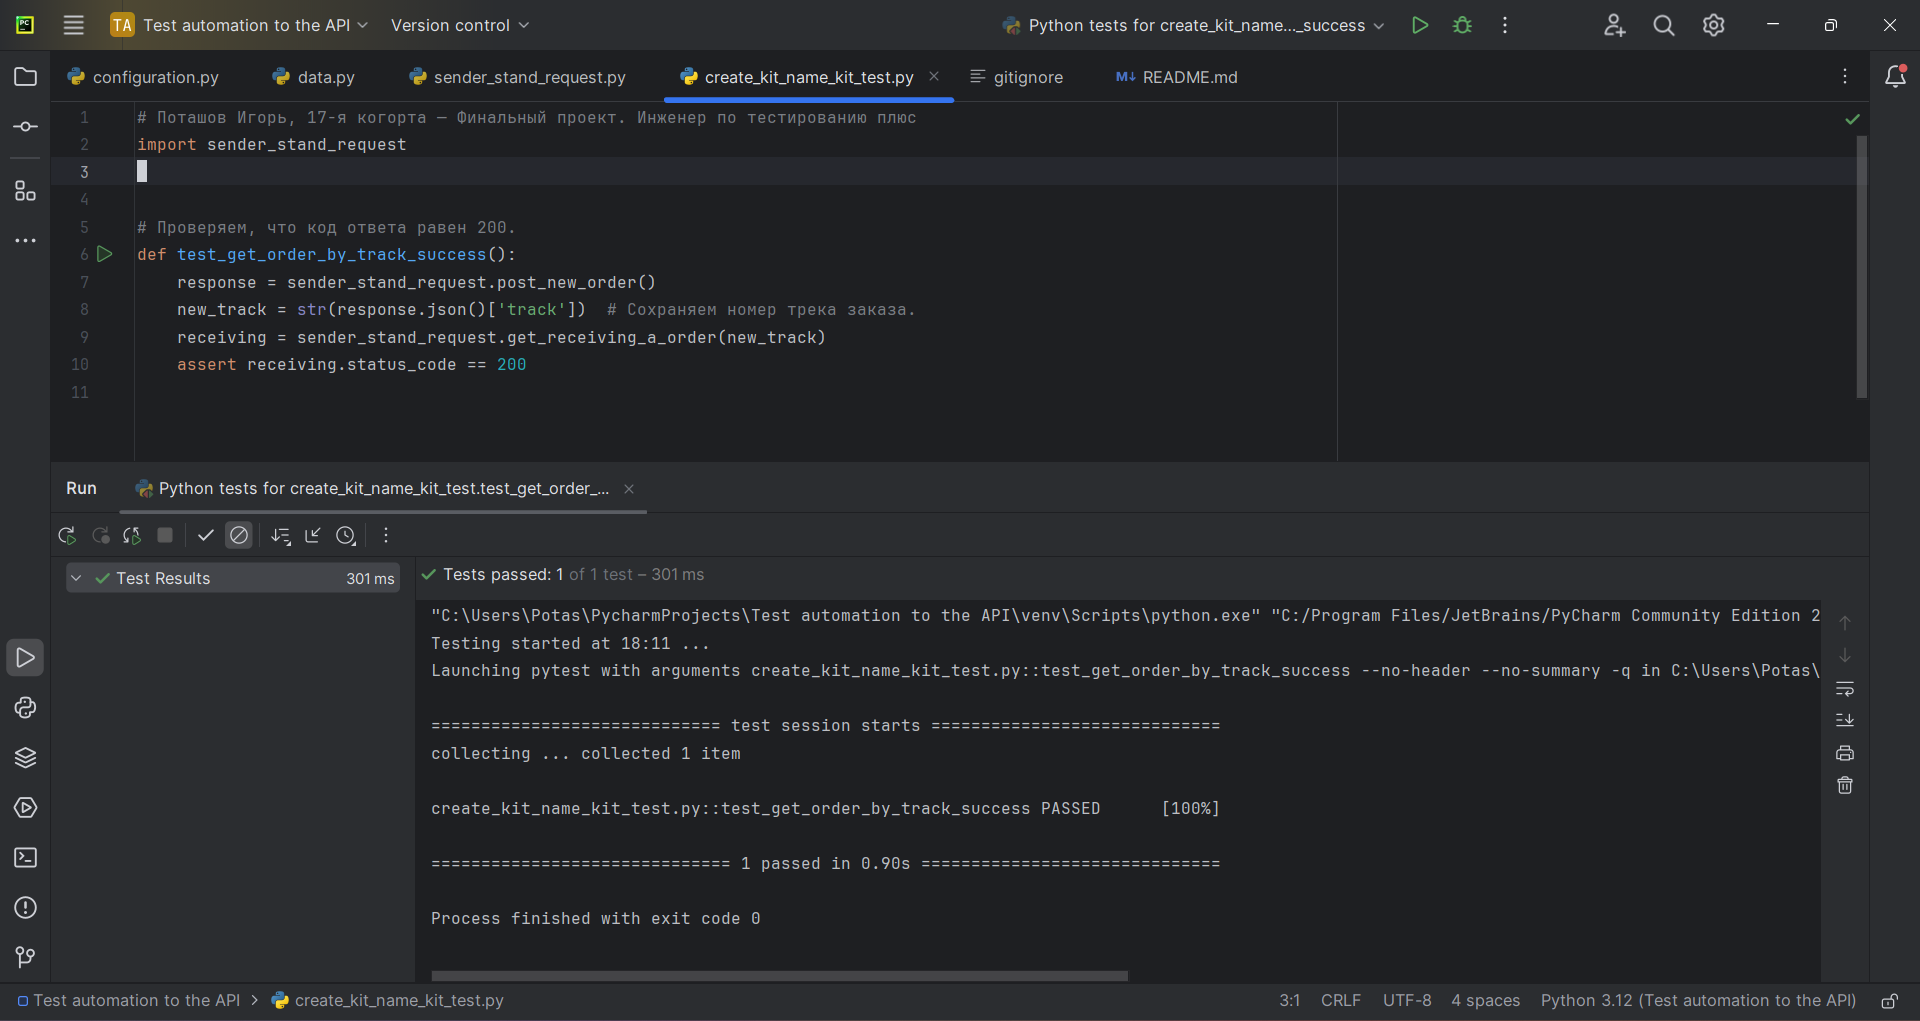 PC TA Test automation to the API Version control Python tests for create_kit_name..._success
configuration.py data.py sender_stand_request.py create_kit_name_kit_test.py gitignore M↓ README.md
1 # Поташов Игорь, 17-я когорта — Финальный проект. Инженер по тестированию плюс
2 import sender_stand_request
3
4
5 # Проверяем, что код ответа равен 200.
6 def test_get_order_by_track_success():
7 response = sender_stand_request.post_new_order()
8 new_track = str(response.json()['track']) # Сохраняем номер трека заказа.
9 receiving = sender_stand_request.get_receiving_a_order(new_track)
10 assert receiving.status_code == 200
11
Run Python tests for create_kit_name_kit_test.test_get_order_...
Test Results 301 ms
Tests passed: 1 of 1 test – 301 ms
"C:\Users\Potas\PycharmProjects\Test automation to the API\venv\Scripts\python.exe" "C:/Program Files/JetBrains/PyCharm Community Edition 2
Testing started at 18:11 ...
Launching pytest with arguments create_kit_name_kit_test.py::test_get_order_by_track_success --no-header --no-summary -q in C:\Users\Potas\
============================= test session starts =============================
collecting ... collected 1 item
create_kit_name_kit_test.py::test_get_order_by_track_success PASSED [100%]
============================== 1 passed in 0.90s ==============================
Process finished with exit code 0
Test automation to the API > create_kit_name_kit_test.py 3:1 CRLF UTF-8 4 spaces Python 3.12 (Test automation to the API)